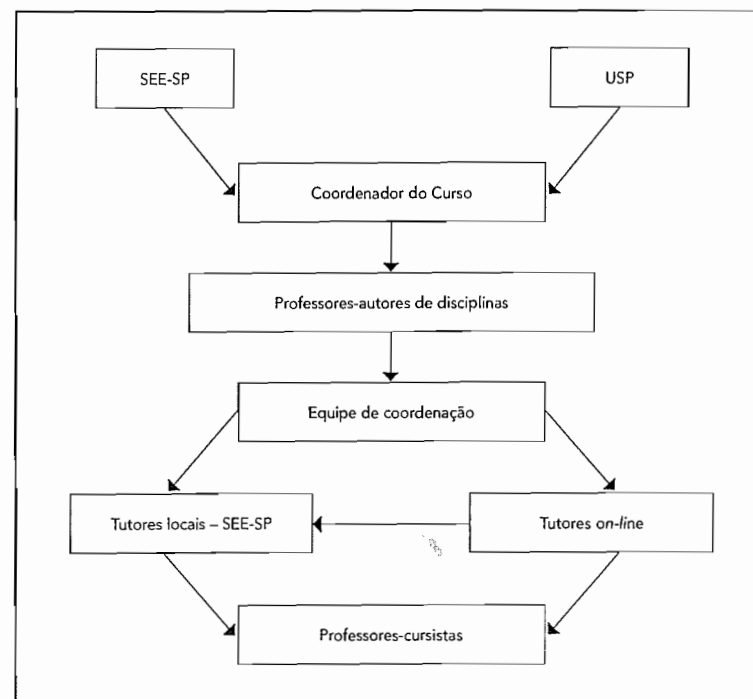 SEE-SP
USP
Coordenador do Curso
Professores-autores de disciplinas
Equipe de coordenação
Tutores locais – SEE-SP
Tutores on-line
Professores-cursistas